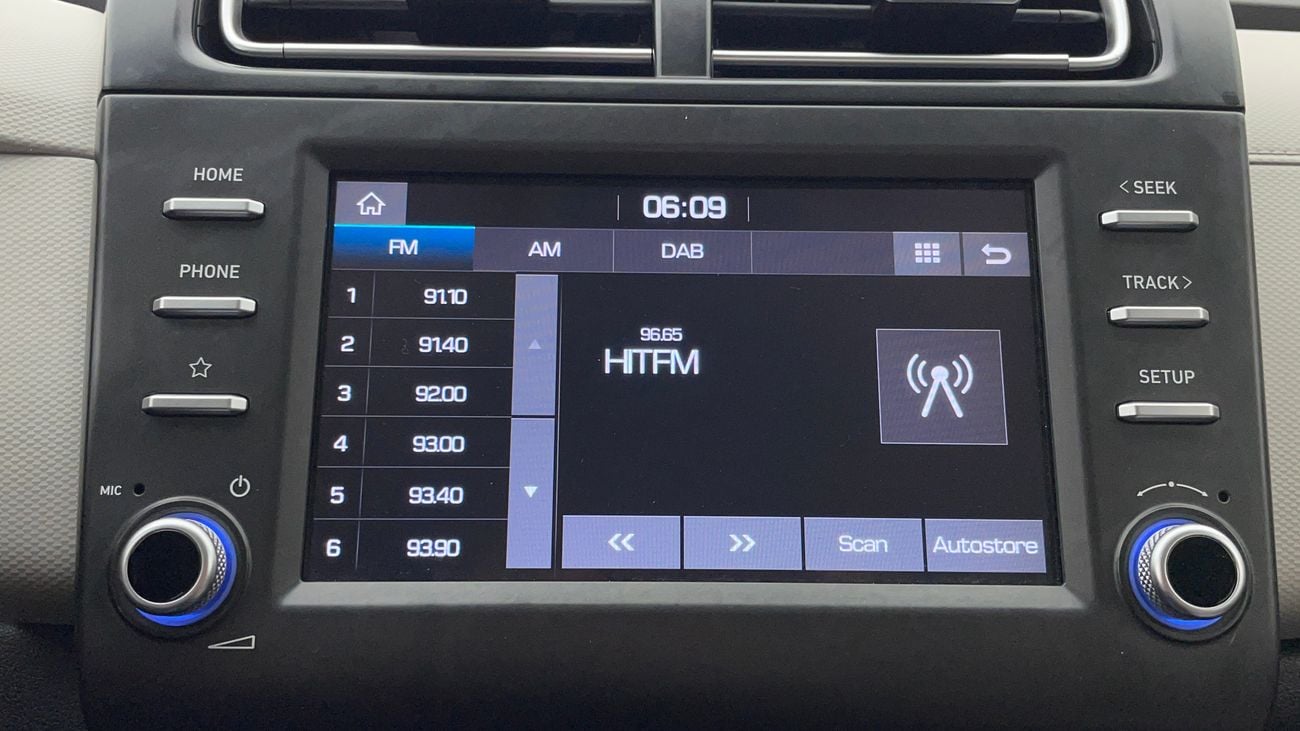 HOME
PHONE
MIC
06:09
FM AM DAB
1 91.10
2 91.40
3 92.00
4 93.00
5 93.40
6 93.90
96.65
HITFM
<< >> Scan Autostore
< SEEK
TRACK >
SETUP